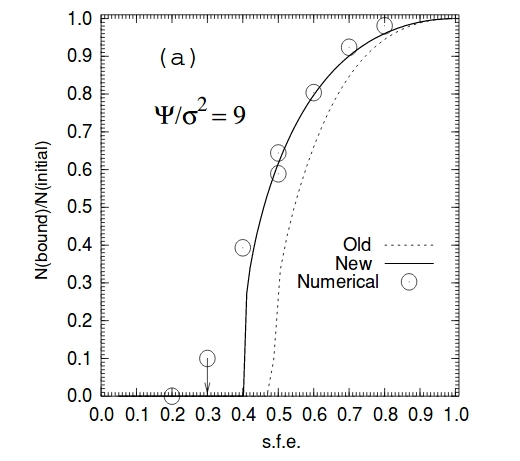 (a)
Ψ/σ² = 9
N(bound)/N(initial)
1.0
0.9
0.8
0.7
0.6
0.5
0.4
0.3
0.2
0.1
0.0
Old
New
Numerical
0.0 0.1 0.2 0.3 0.4 0.5 0.6 0.7 0.8 0.9 1.0
s.f.e.